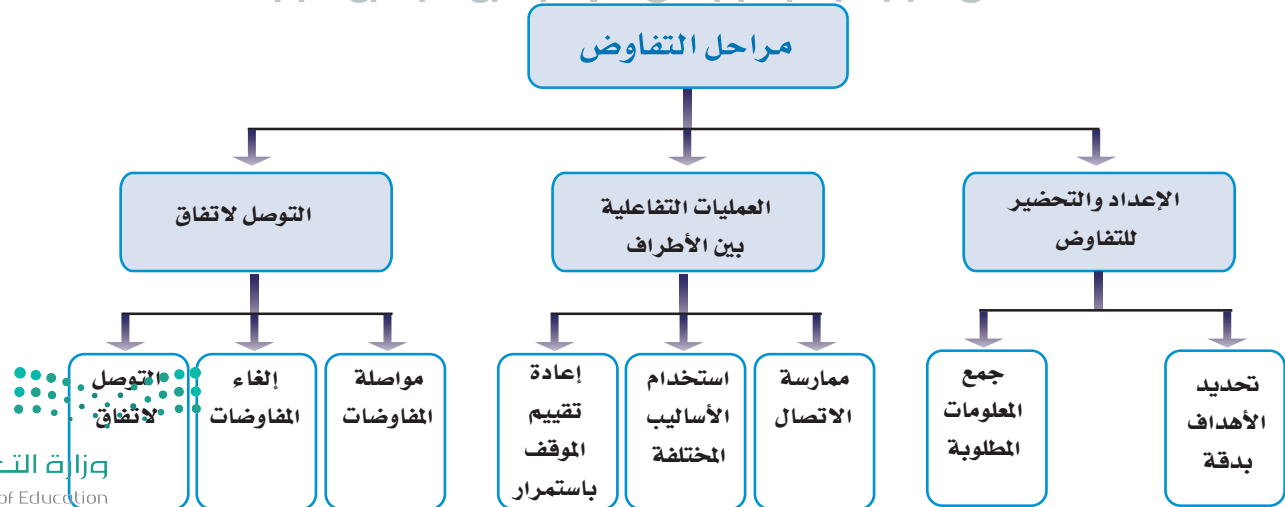 مراحل التفاوض
الإعداد والتحضير
للتفاوض
العمليات التفاعلية
بين الأطراف
التوصل لاتفاق
تحديد
الأهداف
بدقة
جمع
المعلومات
المطلوبة
ممارسة
الاتصال
استخدام
الأساليب
المختلفة
إعادة
تقييم
الموقف
باستمرار
مواصلة
المفاوضات
إلغاء
المفاوضات
التوصل
لاتفاق
وزارة
of Education